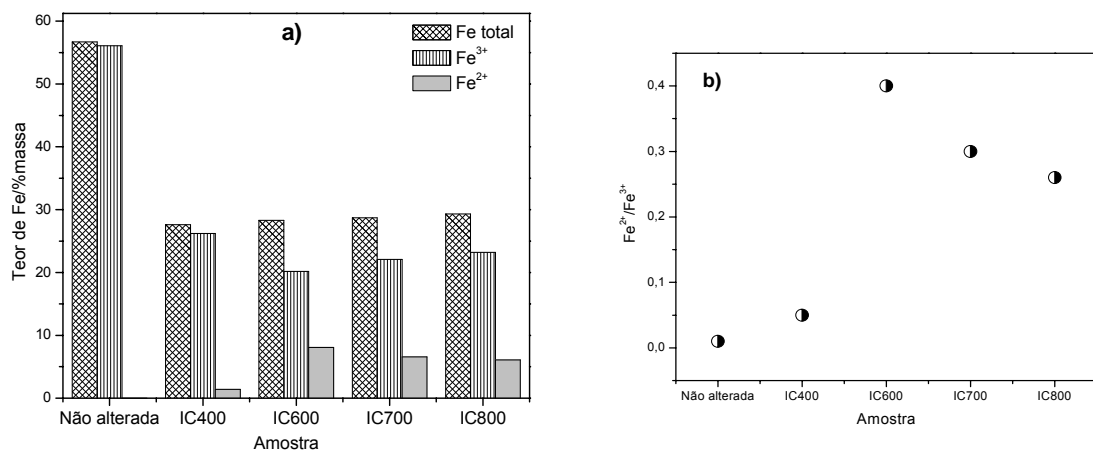 a)
Fe total
Fe³⁺
Fe²⁺
60
50
40
30
20
10
0
Teor de Fe/%massa
Não alterada IC400 IC600 IC700 IC800
Amostra
b)
0,4
0,3
0,2
0,1
0,0
Fe²⁺/Fe³⁺
Não alterada IC400 IC600 IC700 IC800
Amostra